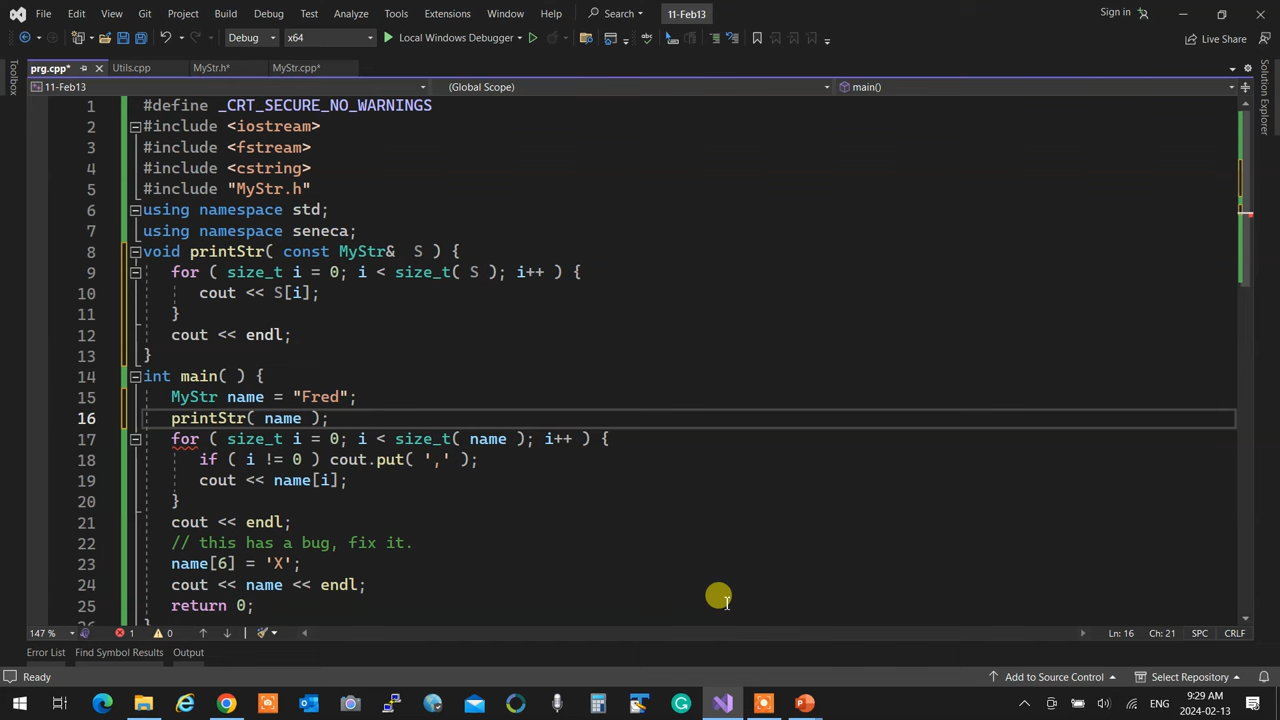 File Edit View Git Project Build Debug Test Analyze Tools Extensions Window Help Search 11-Feb13 Sign in
Debug x64 Local Windows Debugger Live Share
prg.cpp* Utils.cpp MyStr.h* MyStr.cpp*
Toolbox
11-Feb13 (Global Scope) main()
Solution Explorer
1 #define _CRT_SECURE_NO_WARNINGS
2 #include <iostream>
3 #include <fstream>
4 #include <cstring>
5 #include "MyStr.h"
6 using namespace std;
7 using namespace seneca;
8 void printStr( const MyStr&  S ) {
9 for ( size_t i = 0; i < size_t( S ); i++ ) {
10 cout << S[i];
11 }
12 cout << endl;
13 }
14 int main( ) {
15 MyStr name = "Fred";
16 printStr( name );
17 for ( size_t i = 0; i < size_t( name ); i++ ) {
18 if ( i != 0 ) cout.put( ',' );
19 cout << name[i];
20 }
21 cout << endl;
22 // this has a bug, fix it.
23 name[6] = 'X';
24 cout << name << endl;
25 return 0;
147 % 1 0 Ln: 16 Ch: 21 SPC CRLF
Error List Find Symbol Results Output
Ready Add to Source Control Select Repository
ENG 9:29 AM
2024-02-13